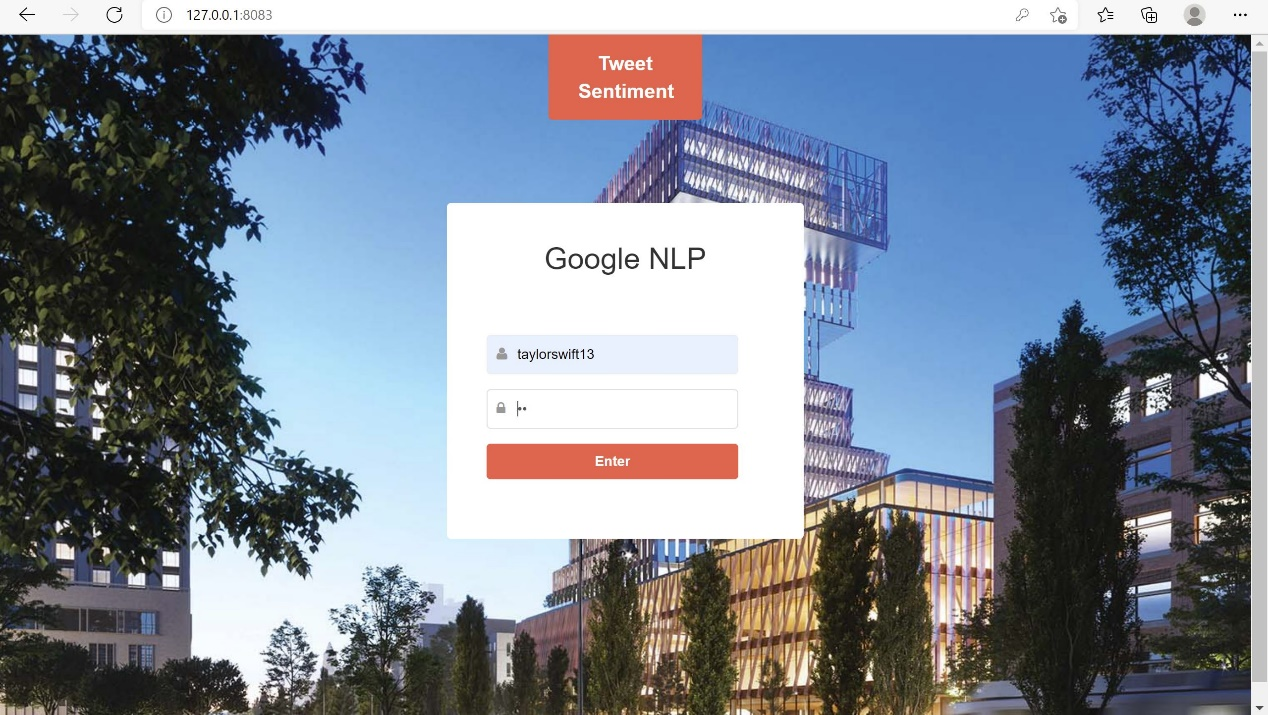 127.0.0.1:8083
Tweet
Sentiment
Google NLP
taylorswift13
••
Enter